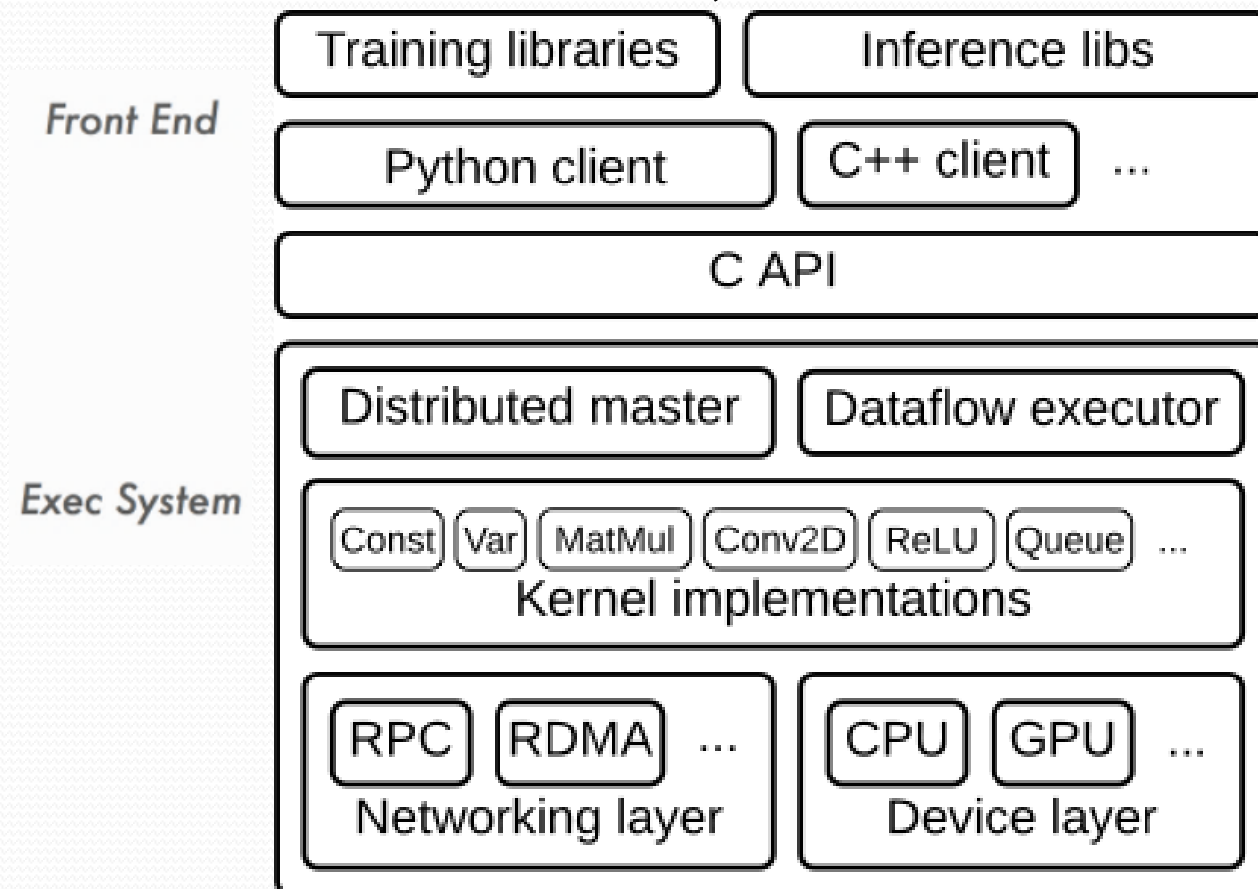 Training libraries Inference libs
Front End
Python client C++ client ...
C API
Distributed master Dataflow executor
Exec System
Const Var MatMul Conv2D ReLU Queue ...
Kernel implementations
RPC RDMA ... CPU GPU ...
Networking layer Device layer